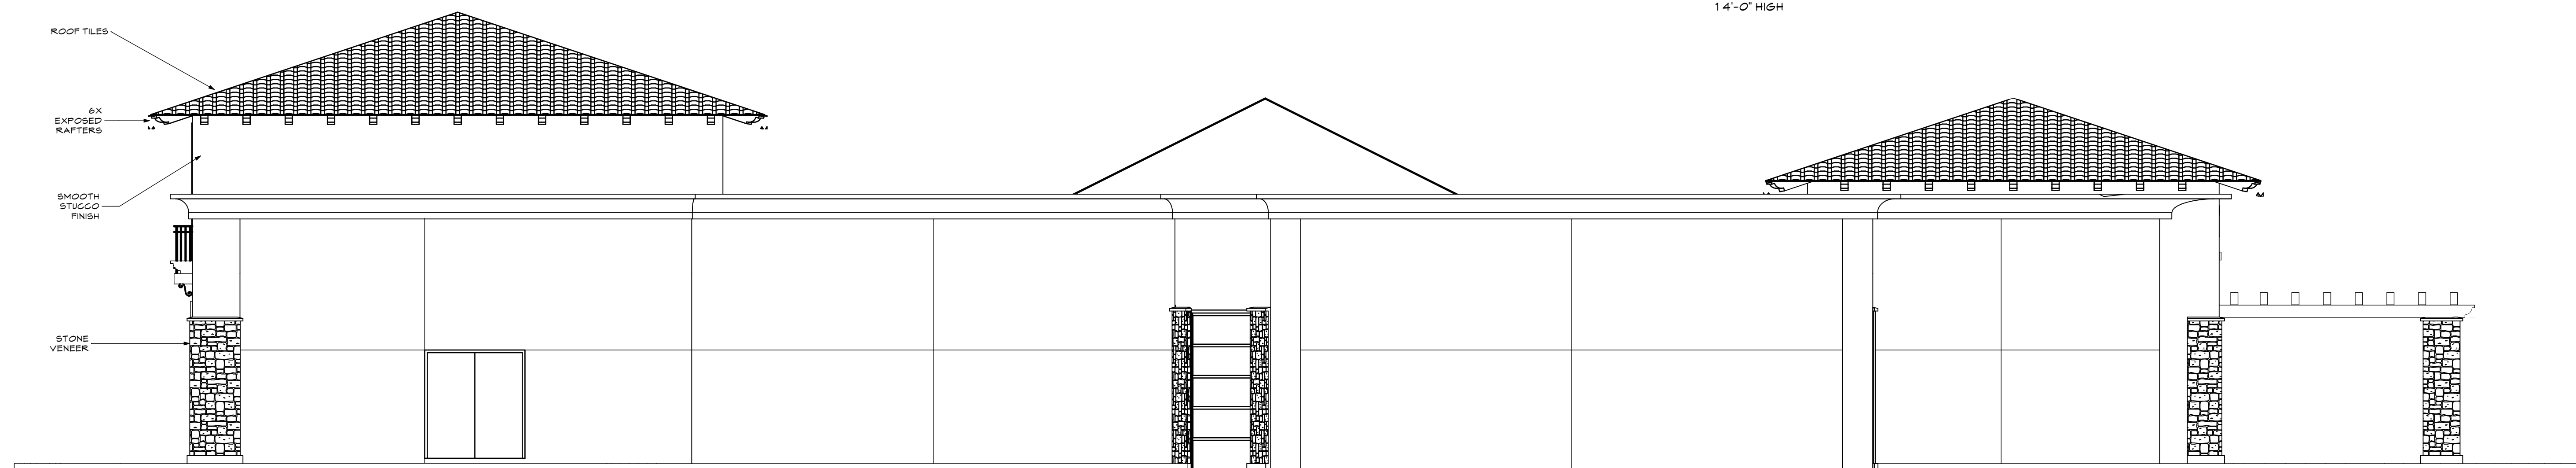 14'-0" HIGH
ROOF TILES
6X
EXPOSED
RAFTERS
SMOOTH
STUCCO
FINISH
STONE
VENEER